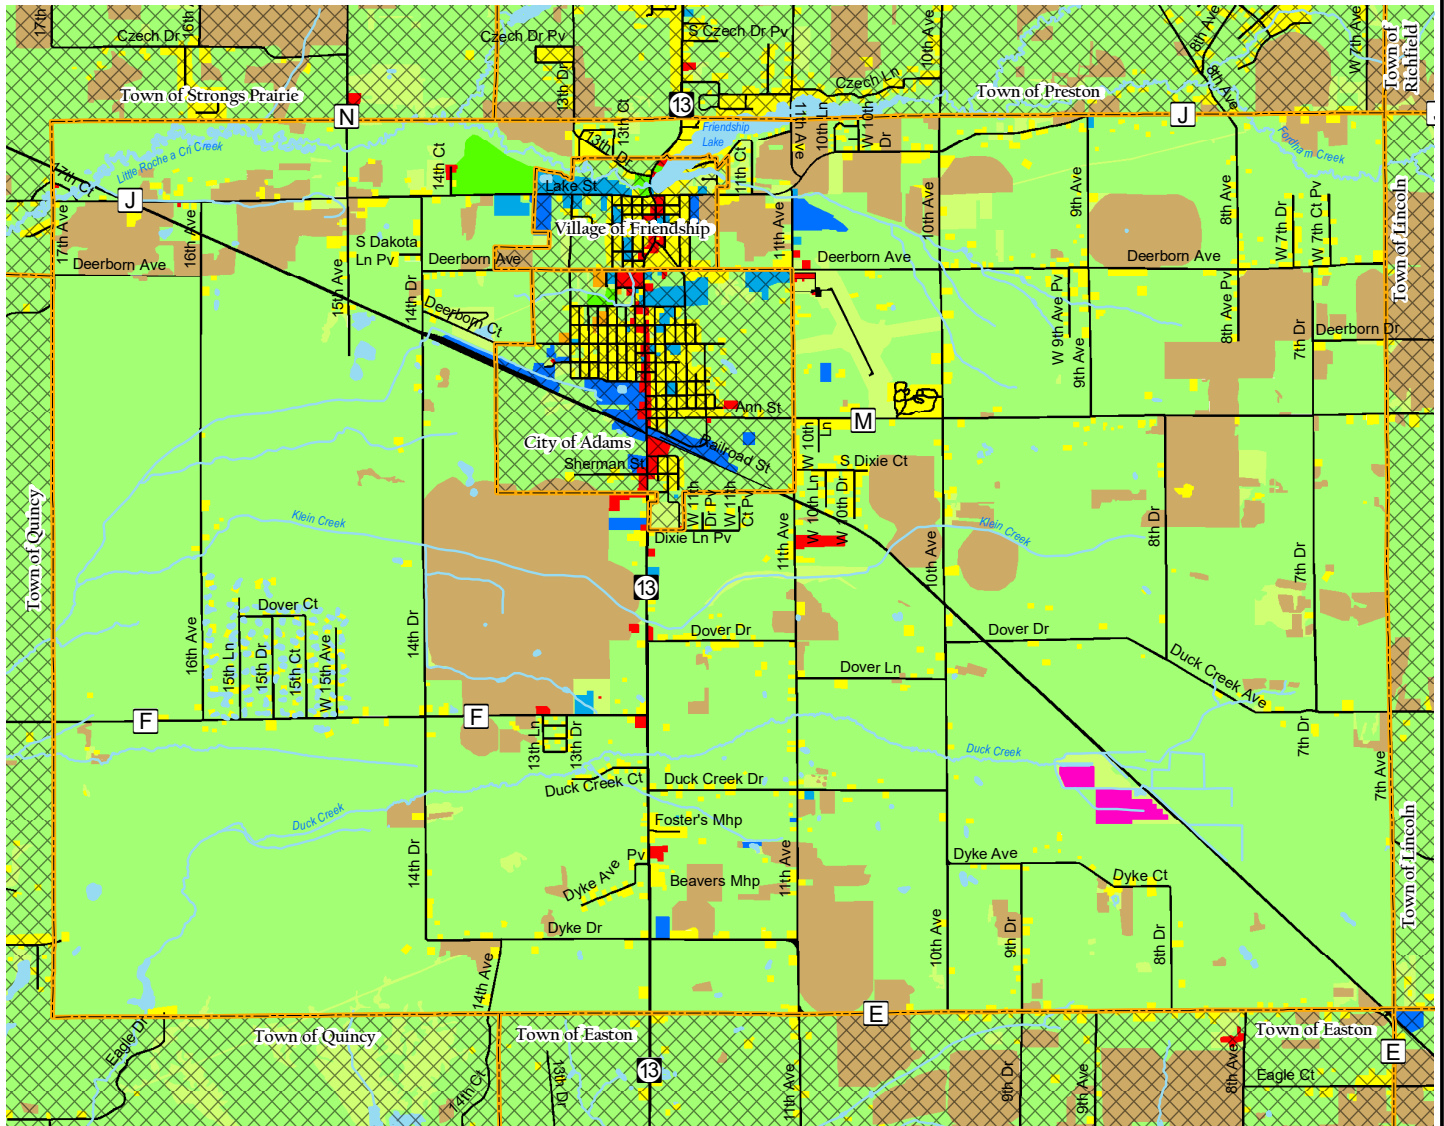 17th
16th
Czech Dr
Town of Strongs Prairie
N
Czech Dr Pv
13th Dr
13th Ct
S Czech Dr Pv
13
Czech Ln
10th Ave
Town of Preston
8th Ave
8th Ave
8th Ave
J
W 7th Ave
Town of
Richfield
Little Roche a Cri Creek
17th Ct
J
14th Ct
13th Dr
Friendship
Lake
11th Ct
11th Ave
10th Ln
W 10th
Dr
Fordham Creek
Lake St
Village of Friendship
17th Ave
16th Ave
Deerborn Ave
S Dakota
Ln Pv
15th Ave
14th Dr
Deerborn Ave
Deerborn Ct
11th Ave
Deerborn Ave
10th Ave
9th Ave
8th Ave
Deerborn Ave
W 7th Dr
W 7th Ct Pv
Town of Lincoln
W 9th Ave Pv
9th Ave
8th Ave Pv
7th Dr
Deerborn Dr
Ann St
M
City of Adams
Railroad St
Sherman St
W 10th
Ln
S Dixie Ct
W 10th Ln
W 10th Dr
W 11th
Dr Pv
W 11th
Ct Pv
Dixie Ln Pv
11th Ave
10th Ave
Klein Creek
Klein Creek
8th Dr
7th Dr
Town of Quincy
13
Dover Ct
16th Ave
15th Ln
15th Dr
15th Ct
W 15th Ave
14th Dr
Dover Dr
Dover Dr
Dover Ln
Duck Creek Av
F
F
13th Ln
13th Dr
7th Dr
7th Ave
Duck Creek
Duck Creek Ct
Duck Creek Dr
Duck Creek
Foster's Mhp
Pv
Dyke Ave
Beavers Mhp
14th Dr
11th Ave
Dyke Ave
Dyke Ct
Town of Lincoln
Dyke Dr
10th Ave
9th Dr
8th Dr
14th Ave
E
Eagle Dr
Town of Quincy
Town of Easton
Town of Easton
E
14th Ct
13th Dr
13
11th Ave
9th Dr
9th Ave
8th Ave
Eagle Ct